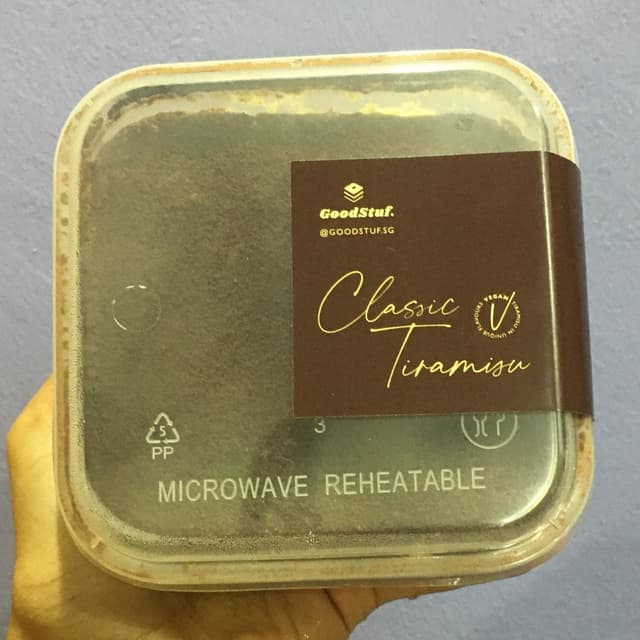 GoodStuf.
@GOODSTUF.SG
Classic
VEGAN
Tiramisu
3
5
PP
MICROWAVE REHEATABLE